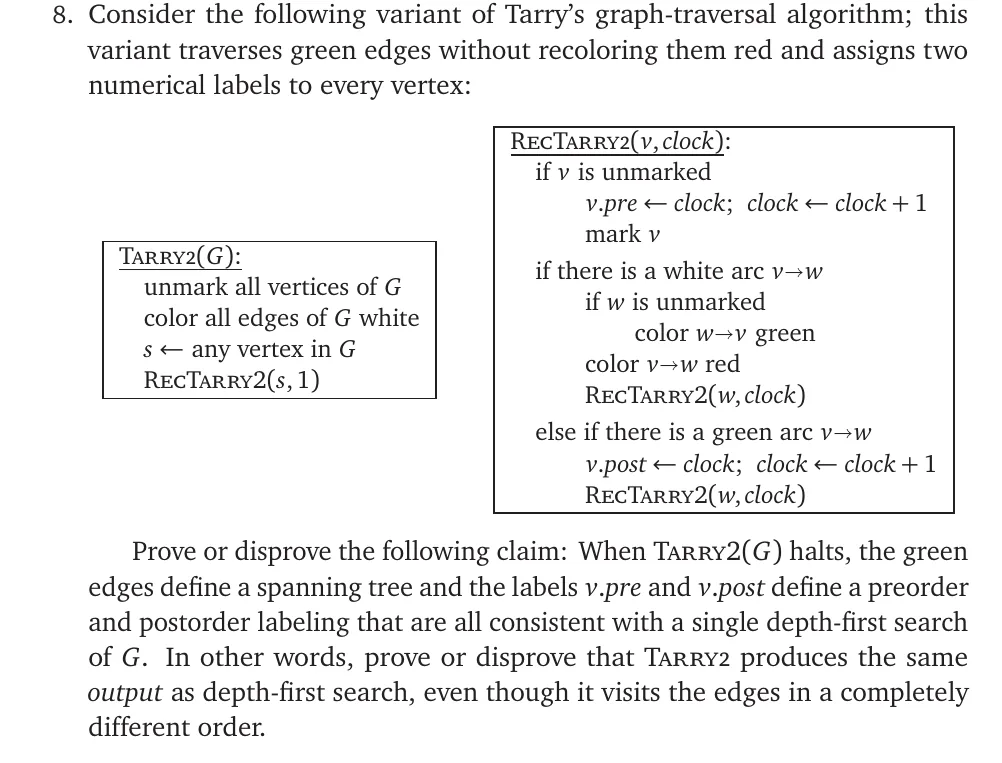 8. Consider the following variant of Tarry’s graph-traversal algorithm; this
variant traverses green edges without recoloring them red and assigns two
numerical labels to every vertex:
TARRY2(G):
unmark all vertices of G
color all edges of G white
s ← any vertex in G
RECTARRY2(s, 1)
RECTARRY2(v, clock):
if v is unmarked
v.pre ← clock; clock ← clock + 1
mark v
if there is a white arc v→w
if w is unmarked
color w→v green
color v→w red
RECTARRY2(w, clock)
else if there is a green arc v→w
v.post ← clock; clock ← clock + 1
RECTARRY2(w, clock)
Prove or disprove the following claim: When TARRY2(G) halts, the green
edges define a spanning tree and the labels v.pre and v.post define a preorder
and postorder labeling that are all consistent with a single depth-first search
of G. In other words, prove or disprove that TARRY2 produces the same
output as depth-first search, even though it visits the edges in a completely
different order.